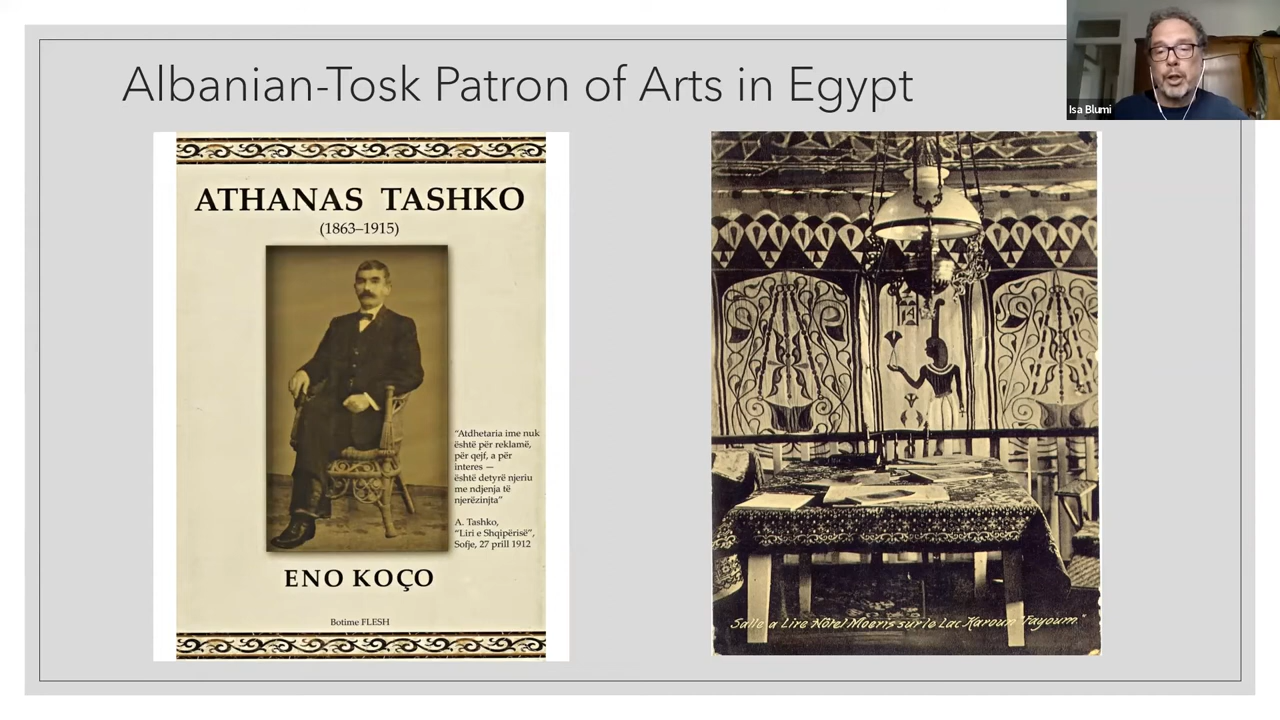 Albanian-Tosk Patron of Arts in Egypt
Isa Blumi
ATHANAS TASHKO
(1863–1915)
"Atdhetaria ime nuk
është për reklamë,
për qejf, a për
interes —
është detyrë njeriu
me ndjenja të
njerëzinjta"
A. Tashko,
"Liri e Shqipërisë",
Sofje, 27 prill 1912
ENO KOÇO
Botime FLESH
Salle a Lire Hôtel Moeris sur le Lac Karoun "Fayoum."